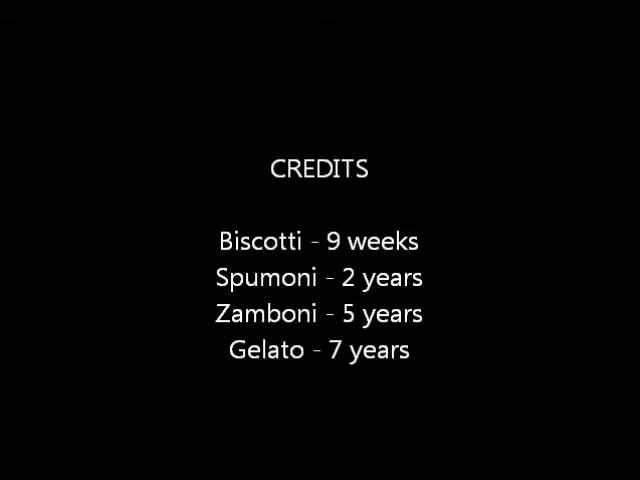 CREDITS
Biscotti - 9 weeks
Spumoni - 2 years
Zamboni - 5 years
Gelato - 7 years